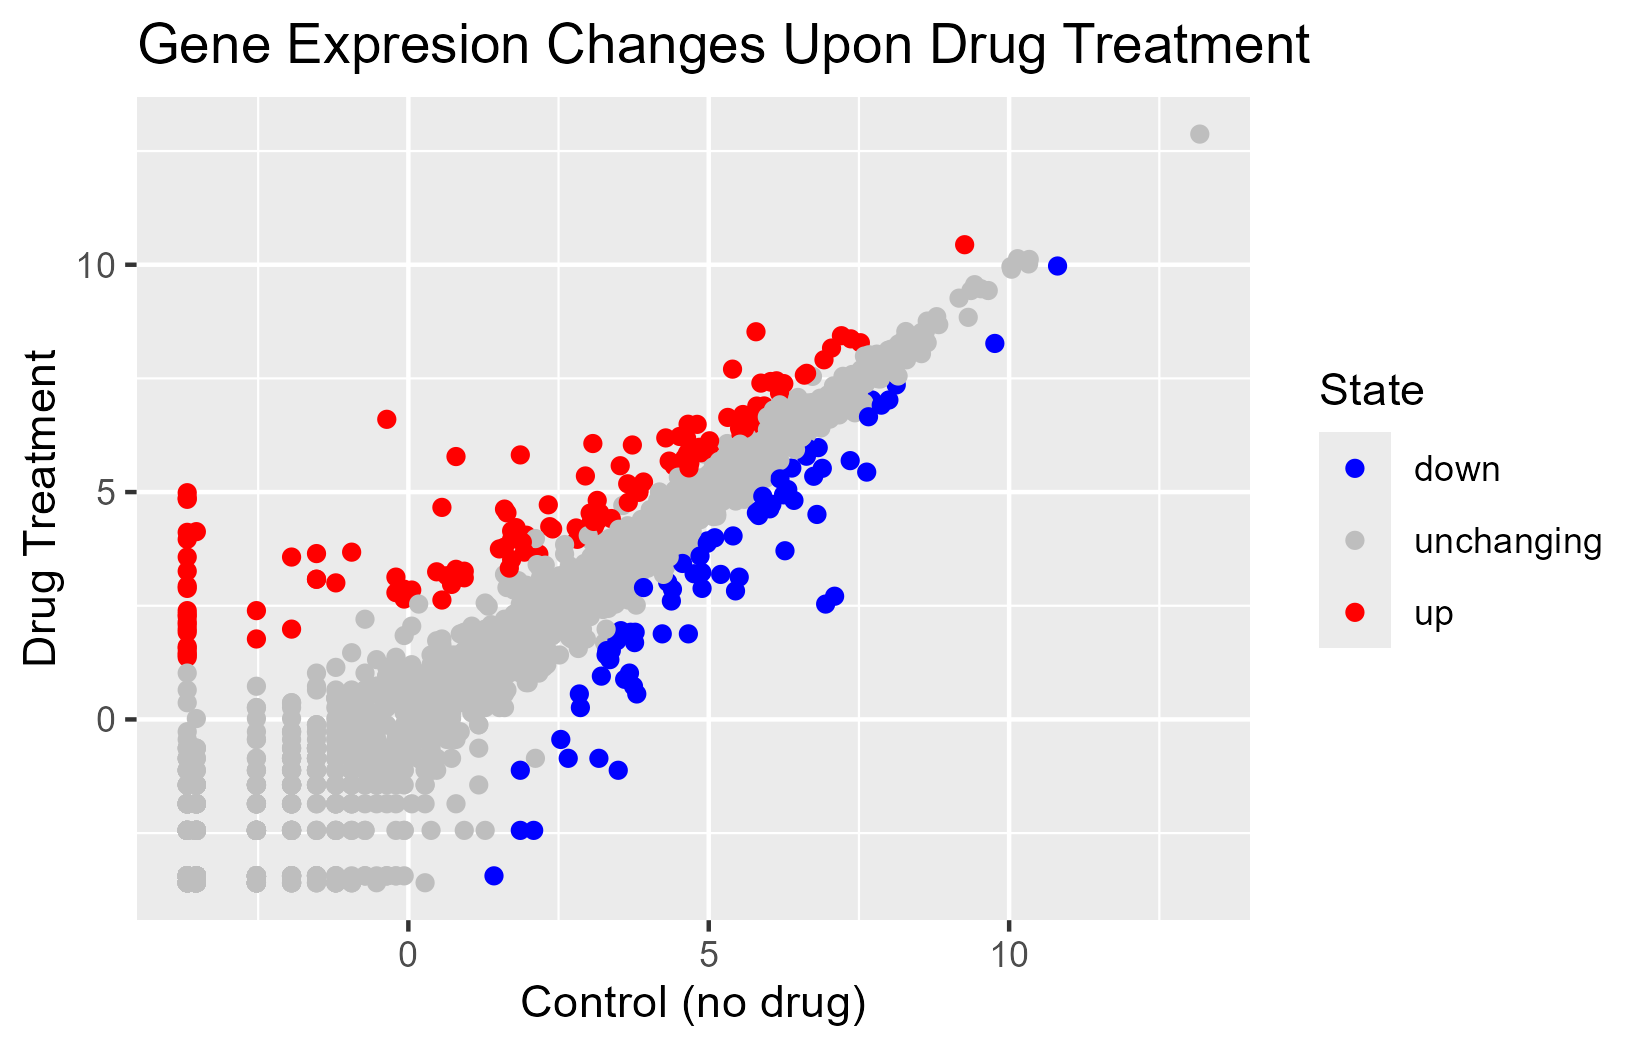 Gene Expresion Changes Upon Drug Treatment
Drug Treatment
10
5
0
0
5
10
Control (no drug)
State
down
unchanging
up